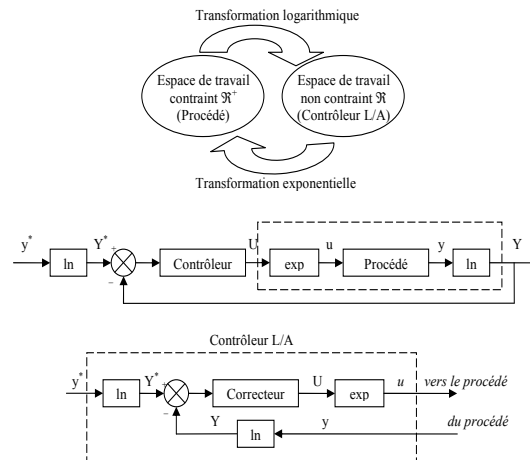 Transformation logarithmique
Espace de travail
contraint ℜ⁺
(Procédé)
Espace de travail
non contraint ℜ
(Contrôleur L/A)
Transformation exponentielle
y* ln Y* + − Contrôleur U exp u Procédé y ln Y
Contrôleur L/A
y* ln Y* + − Correcteur U exp u vers le procédé
Y ln y du procédé